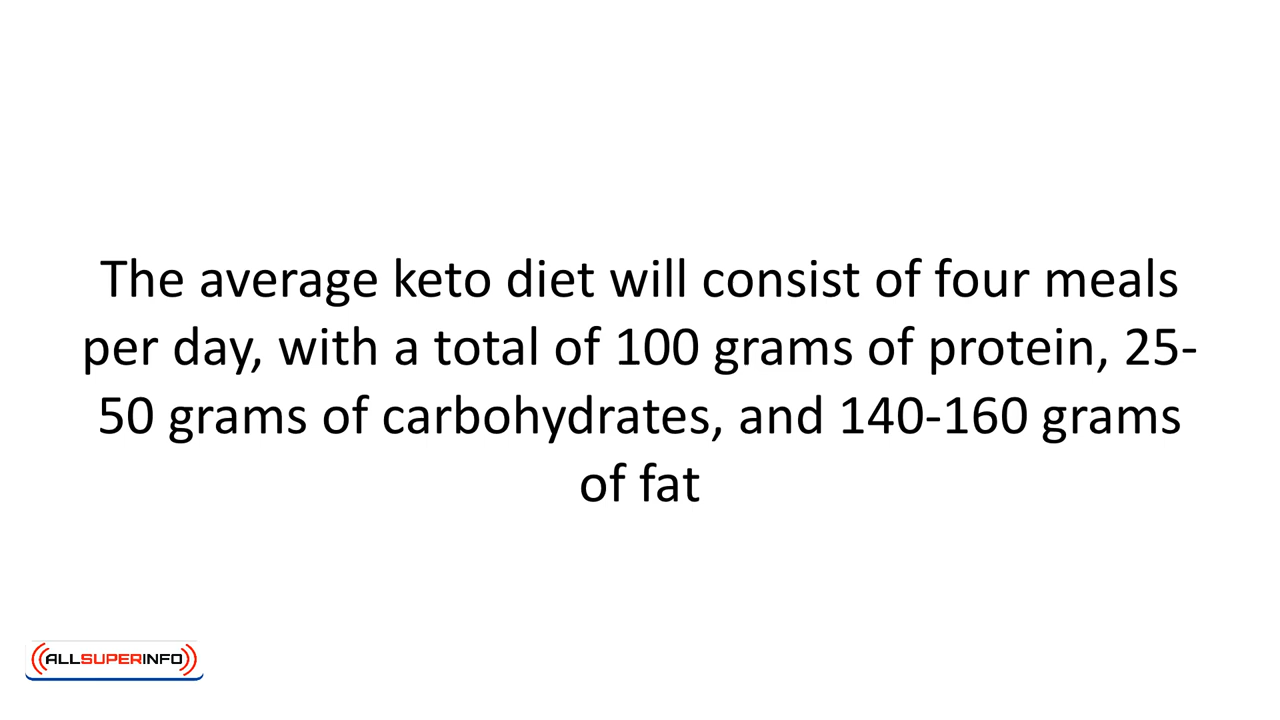 The average keto diet will consist of four meals
per day, with a total of 100 grams of protein, 25-
50 grams of carbohydrates, and 140-160 grams
of fat
ALLSUPERINFO